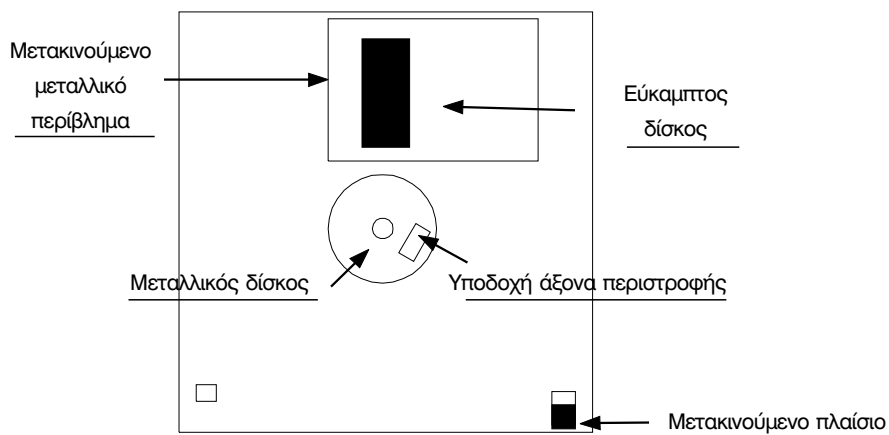 Μετακινούμενο
μεταλλικό
περίβλημα
Εύκαμπτος
δίσκος
Μεταλλικός δίσκος
Υποδοχή άξονα περιστροφής
Μετακινούμενο πλαίσιο